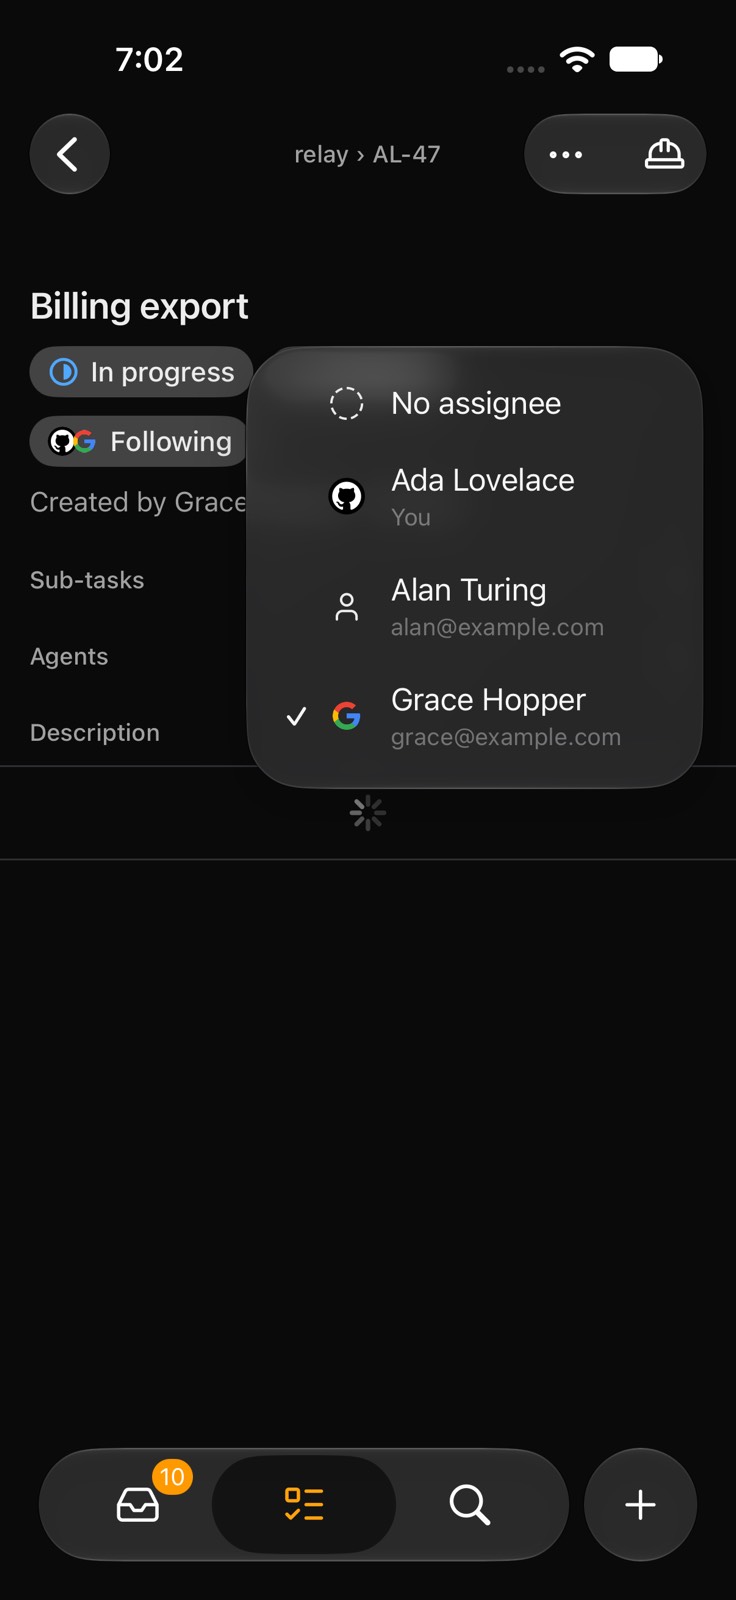 7:02
relay › AL-47
Billing export
In progress
Following
Created by Grace
Sub-tasks
Agents
Description
No assignee
Ada Lovelace
You
Alan Turing
alan@example.com
Grace Hopper
grace@example.com
10